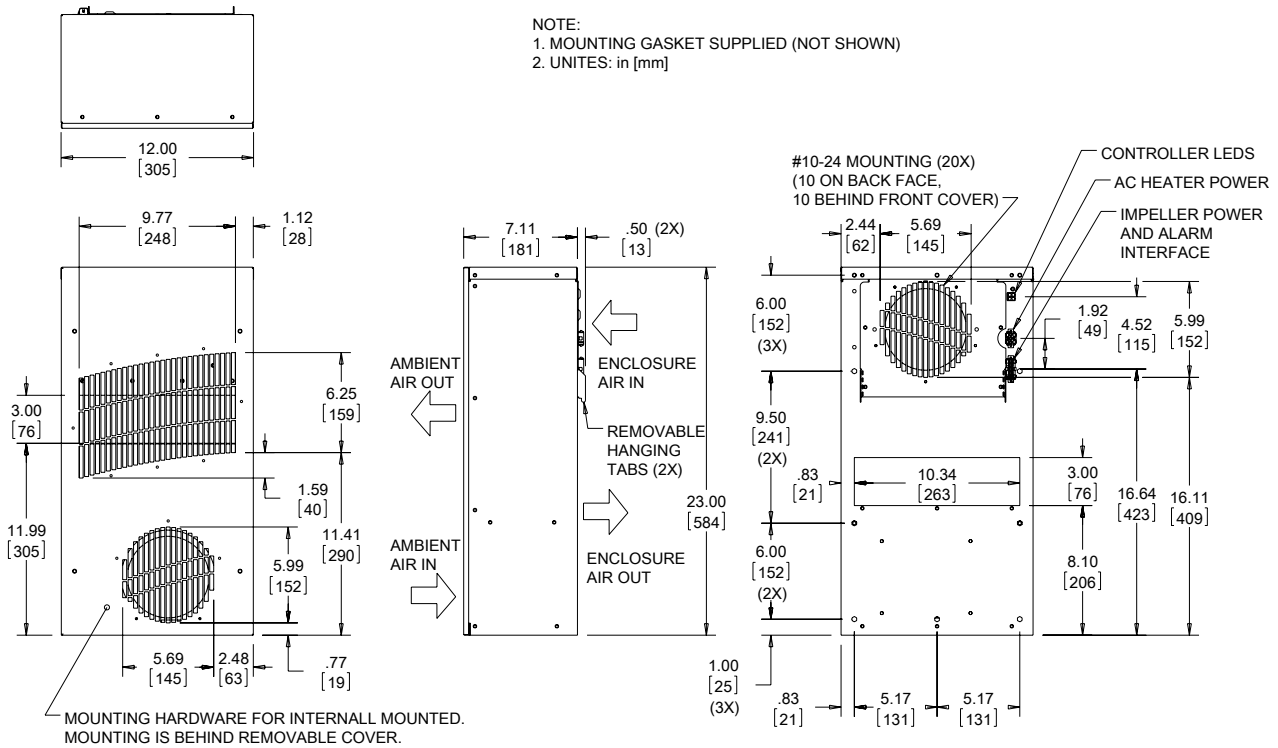 NOTE:
1. MOUNTING GASKET SUPPLIED (NOT SHOWN)
2. UNITES: in [mm]
12.00
[305]
9.77
[248]
1.12
[28]
3.00
[76]
11.99
[305]
6.25
[159]
1.59
[40]
11.41
[290]
5.99
[152]
5.69
[145]
2.48
[63]
.77
[19]
MOUNTING HARDWARE FOR INTERNALL MOUNTED.
MOUNTING IS BEHIND REMOVABLE COVER.
7.11
[181]
.50 (2X)
[13]
AMBIENT
AIR OUT
ENCLOSURE
AIR IN
REMOVABLE
HANGING
TABS (2X)
23.00
[584]
AMBIENT
AIR IN
ENCLOSURE
AIR OUT
#10-24 MOUNTING (20X)
(10 ON BACK FACE,
10 BEHIND FRONT COVER)
CONTROLLER LEDS
AC HEATER POWER
IMPELLER POWER
AND ALARM
INTERFACE
2.44
[62]
5.69
[145]
6.00
[152]
(3X)
1.92
[49]
4.52
[115]
5.99
[152]
9.50
[241]
(2X)
.83
[21]
10.34
[263]
3.00
[76]
16.64
[423]
16.11
[409]
6.00
[152]
(2X)
8.10
[206]
1.00
[25]
(3X)
.83
[21]
5.17
[131]
5.17
[131]